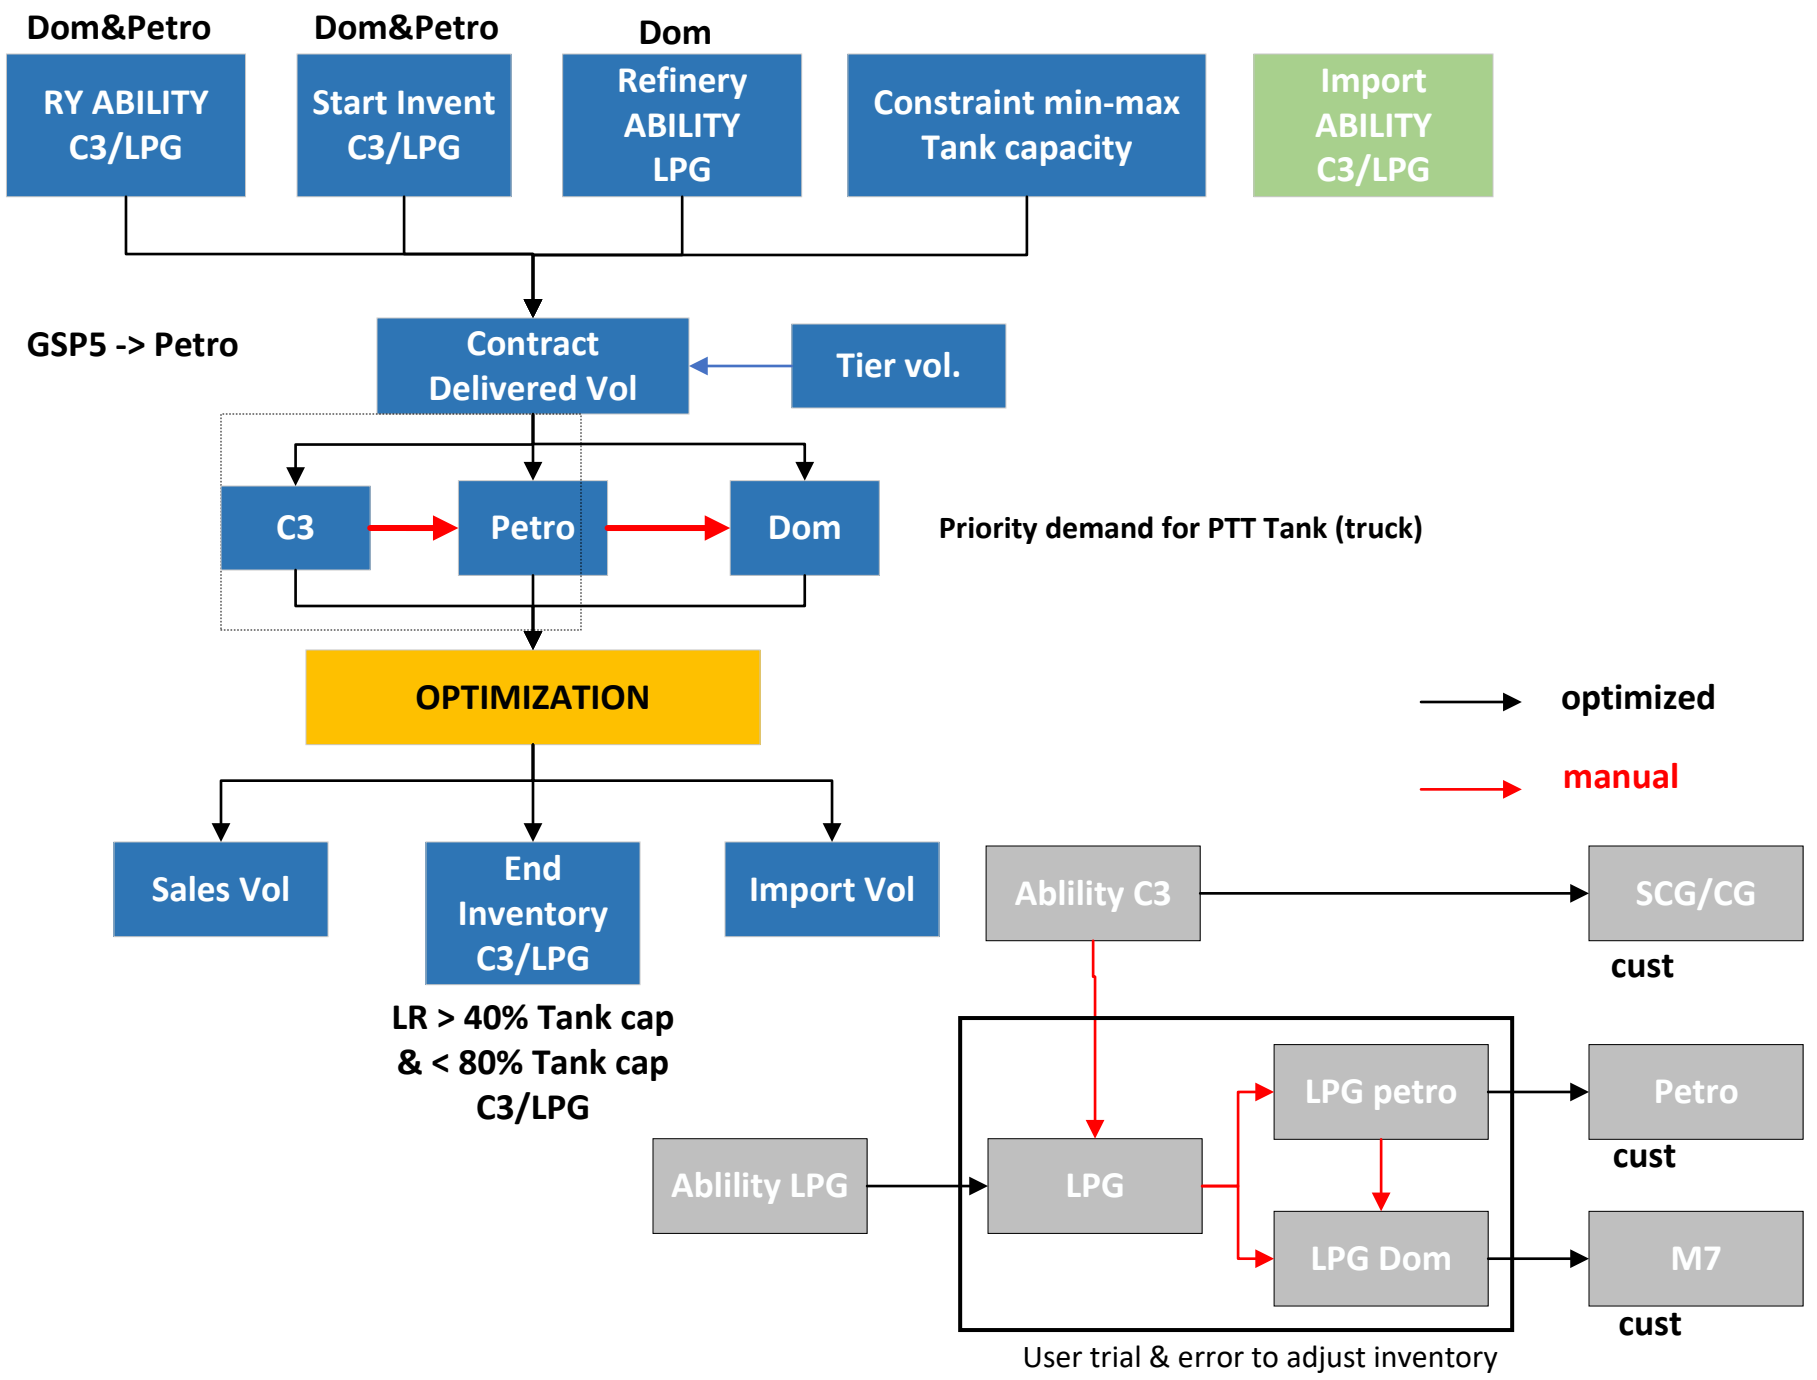 Dom&Petro
Dom&Petro
Dom
RY ABILITY
C3/LPG
Start Invent
C3/LPG
Refinery
ABILITY
LPG
Constraint min-max
Tank capacity
Import
ABILITY
C3/LPG
GSP5 -> Petro
Contract
Delivered Vol
Tier vol.
C3
Petro
Dom
Priority demand for PTT Tank (truck)
OPTIMIZATION
optimized
manual
Sales Vol
End
Inventory
C3/LPG
Import Vol
LR > 40% Tank cap
& < 80% Tank cap
C3/LPG
Ablility C3
SCG/CG
cust
LPG petro
Petro
cust
Ablility LPG
LPG
LPG Dom
M7
cust
User trial & error to adjust inventory